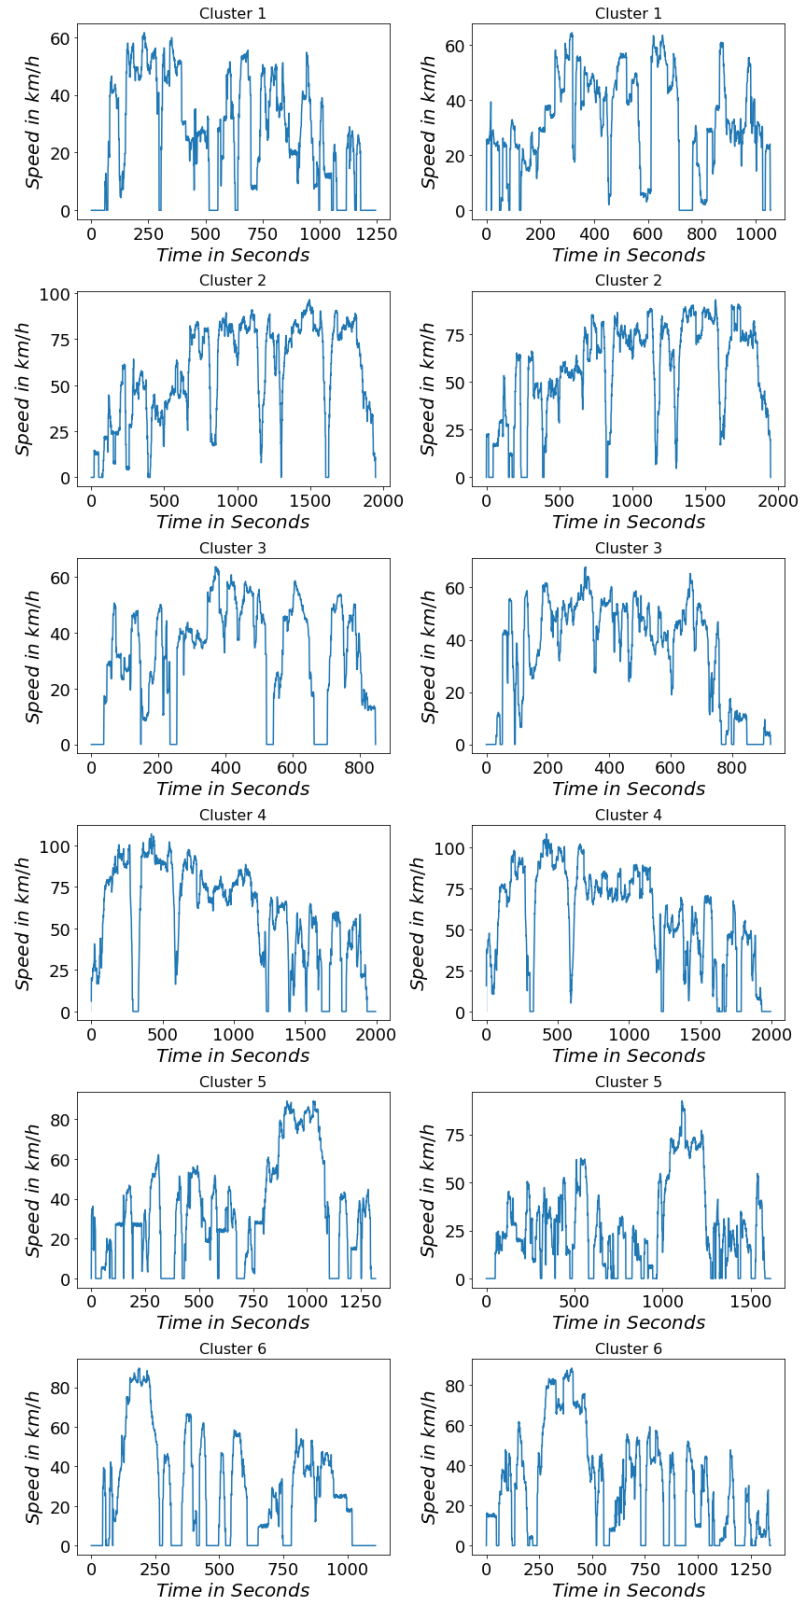 Cluster 1
Speed in km/h
60
40
20
0
0 250 500 750 1000 1250
Time in Seconds
Cluster 1
Speed in km/h
60
40
20
0
0 200 400 600 800 1000
Time in Seconds
Cluster 2
Speed in km/h
100
75
50
25
0
0 500 1000 1500 2000
Time in Seconds
Cluster 2
Speed in km/h
75
50
25
0
0 500 1000 1500 2000
Time in Seconds
Cluster 3
Speed in km/h
60
40
20
0
0 200 400 600 800
Time in Seconds
Cluster 3
Speed in km/h
60
40
20
0
0 200 400 600 800
Time in Seconds
Cluster 4
Speed in km/h
100
75
50
25
0
0 500 1000 1500 2000
Time in Seconds
Cluster 4
Speed in km/h
100
75
50
25
0
0 500 1000 1500 2000
Time in Seconds
Cluster 5
Speed in km/h
80
60
40
20
0
0 250 500 750 1000 1250
Time in Seconds
Cluster 5
Speed in km/h
75
50
25
0
0 500 1000 1500
Time in Seconds
Cluster 6
Speed in km/h
80
60
40
20
0
0 250 500 750 1000
Time in Seconds
Cluster 6
Speed in km/h
80
60
40
20
0
0 250 500 750 1000 1250
Time in Seconds